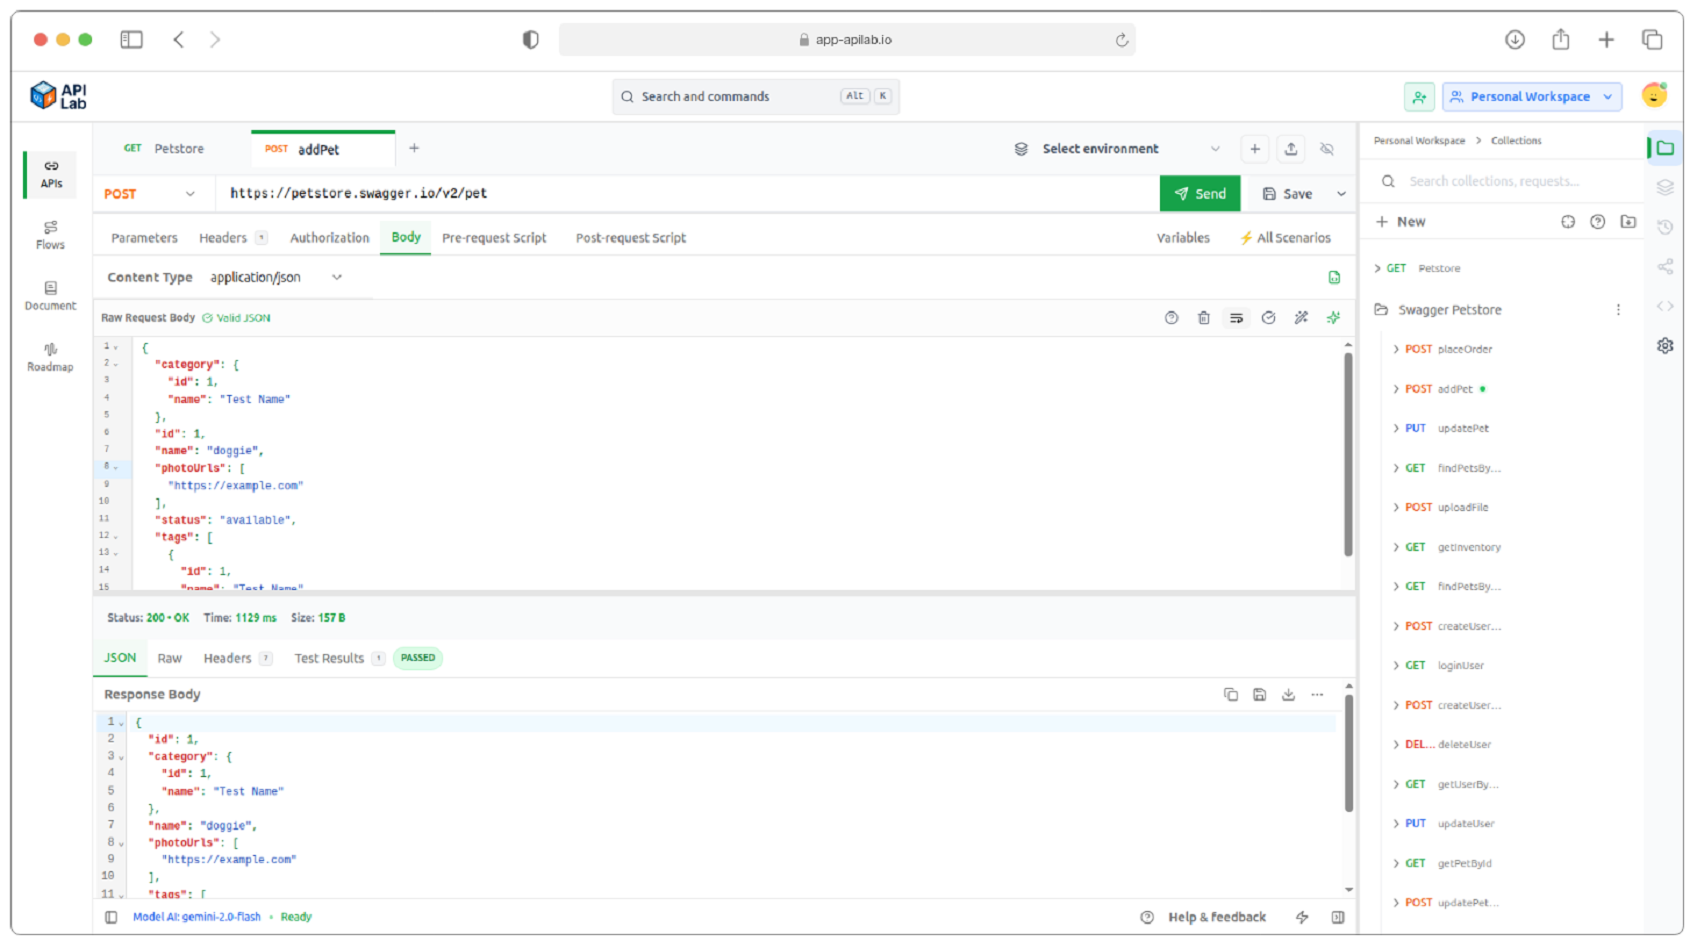 app-apilab.io
API Lab
Search and commands Alt K
Personal Workspace
GET Petstore
POST addPet
Select environment
POST https://petstore.swagger.io/v2/pet
Send Save
Parameters Headers Authorization Body Pre-request Script Post-request Script
Variables All Scenarios
Content Type application/json
Raw Request Body Valid JSON
1 {
2 "category": {
3 "id": 1,
4 "name": "Test Name"
5 },
6 "id": 1,
7 "name": "doggie",
8 "photoUrls": [
9 "https://example.com"
10 ],
11 "status": "available",
12 "tags": [
13 {
14 "id": 1,
15 "name": "Test Name"
Status: 200 • OK Time: 1129 ms Size: 157 B
JSON Raw Headers 7 Test Results 1 PASSED
Response Body
1 {
2 "id": 1,
3 "category": {
4 "id": 1,
5 "name": "Test Name"
6 },
7 "name": "doggie",
8 "photoUrls": [
9 "https://example.com"
10 ],
11 "tags": [
Model AI: gemini-2.0-flash • Ready
Help & feedback
APIs
Flows
Document
Roadmap
Personal Workspace > Collections
Search collections, requests...
+ New
GET Petstore
Swagger Petstore
POST placeOrder
POST addPet
PUT updatePet
GET findPetsBy...
POST uploadFile
GET getInventory
GET findPetsBy...
POST createUser...
GET loginUser
POST createUser...
DEL... deleteUser
GET getUserBy...
PUT updateUser
GET getPetById
POST updatePet...